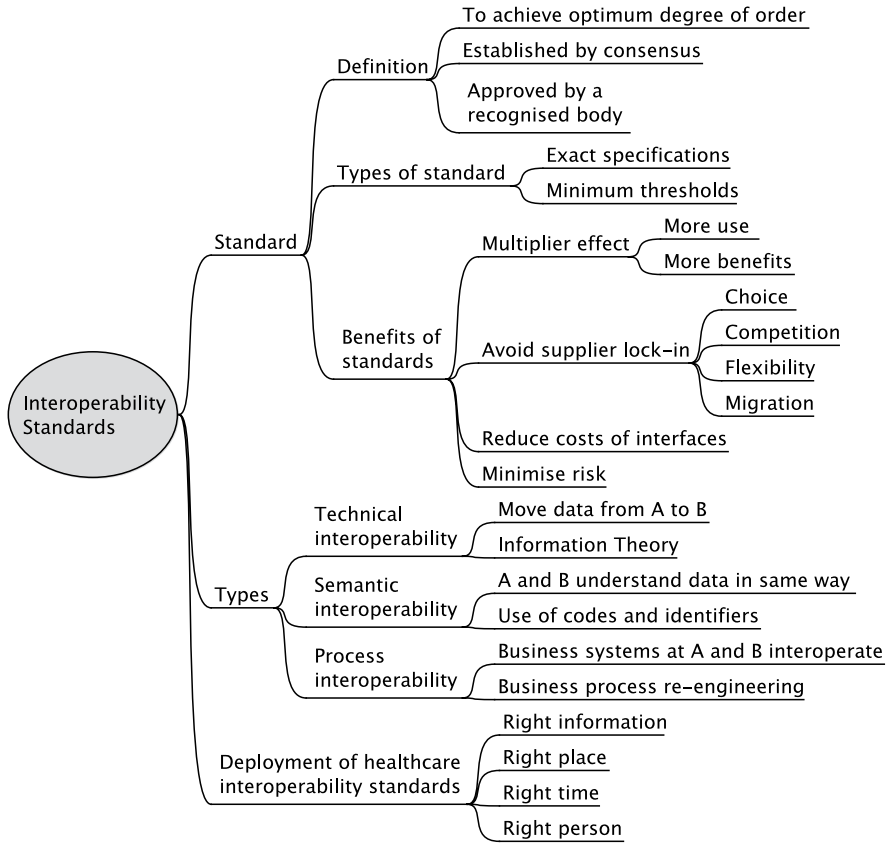 To achieve optimum degree of order
Established by consensus
Definition
Approved by a
recognised body
Exact specifications
Types of standard
Minimum thresholds
More use
Standard
Multiplier effect
More benefits
Choice
Benefits of
standards
Competition
Avoid supplier lock-in
Flexibility
Interoperability
Standards
Migration
Reduce costs of interfaces
Minimise risk
Technical
interoperability
Move data from A to B
Information Theory
Types
Semantic
interoperability
A and B understand data in same way
Use of codes and identifiers
Process
interoperability
Business systems at A and B interoperate
Business process re-engineering
Deployment of healthcare
interoperability standards
Right information
Right place
Right time
Right person